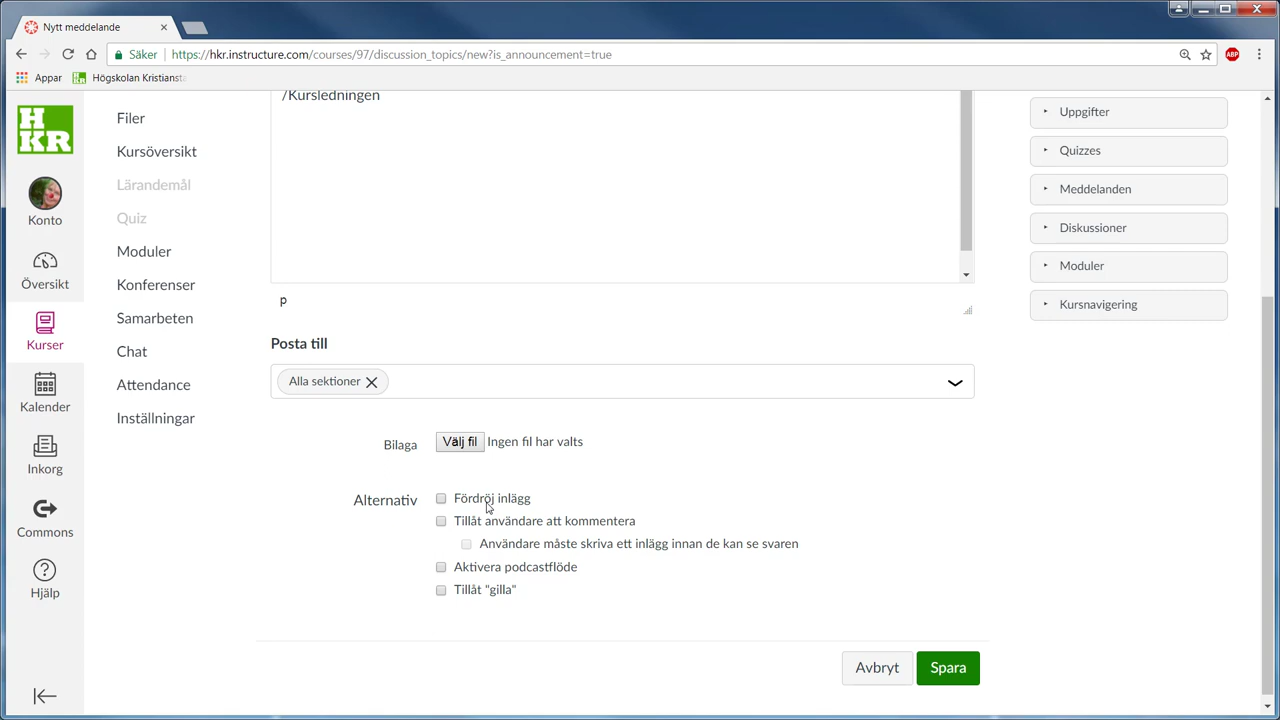 Nytt meddelande
Säker https://hkr.instructure.com/courses/97/discussion_topics/new?is_announcement=true
ABP
Appar Högskolan Kristiansta
HKR
Konto
Översikt
Kurser
Kalender
Inkorg
Commons
Hjälp
Filer
Kursöversikt
Lärandemål
Quiz
Moduler
Konferenser
Samarbeten
Chat
Attendance
Inställningar
/Kursledningen
p
Posta till
Alla sektioner
Bilaga Välj fil Ingen fil har valts
Alternativ Fördröj inlägg
Tillåt användare att kommentera
Användare måste skriva ett inlägg innan de kan se svaren
Aktivera podcastflöde
Tillåt "gilla"
Avbryt Spara
Uppgifter
Quizzes
Meddelanden
Diskussioner
Moduler
Kursnavigering